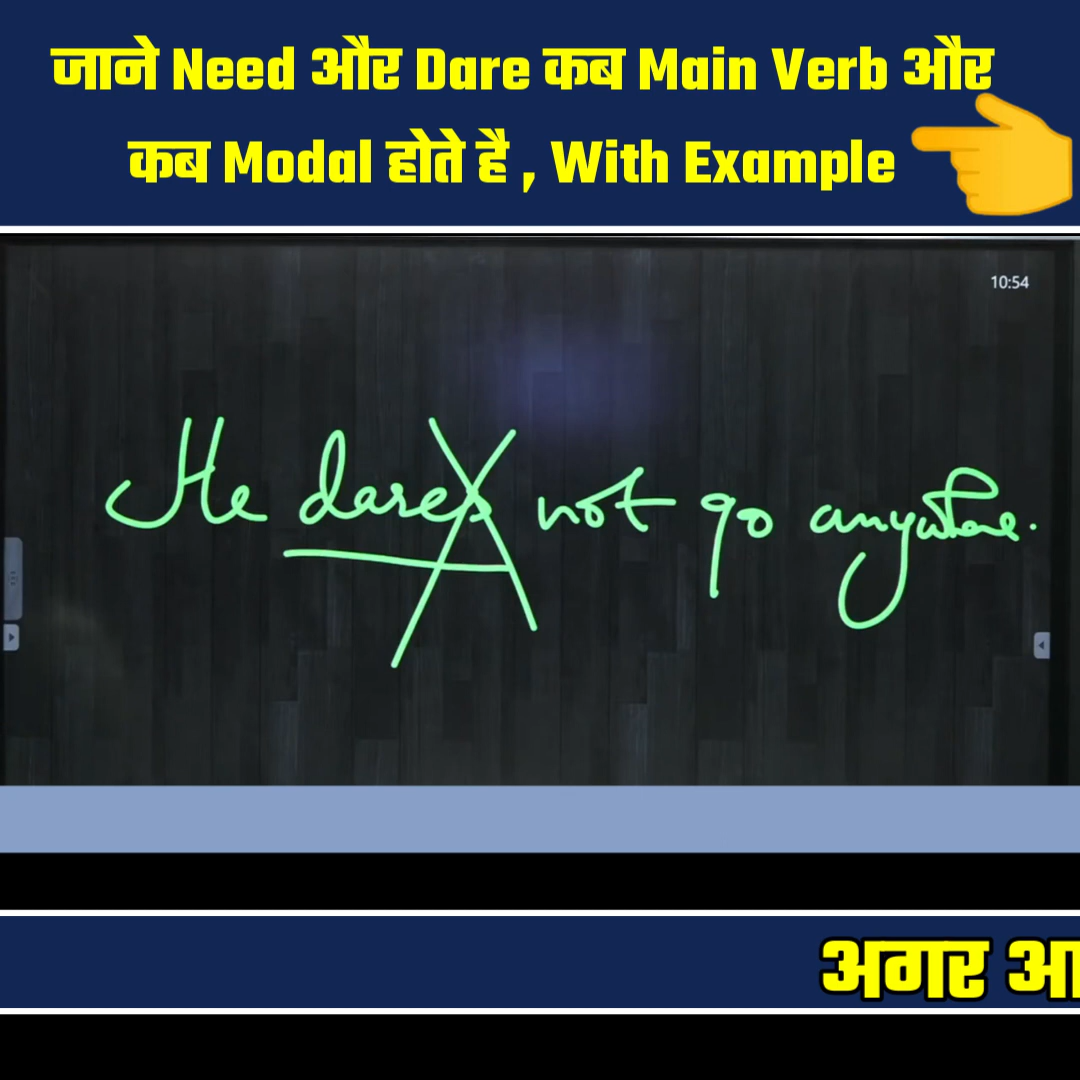 जाने Need और Dare कब Main Verb और
कब Modal होते है , With Example
10:54
He dares not go anywhere.
अगर आ